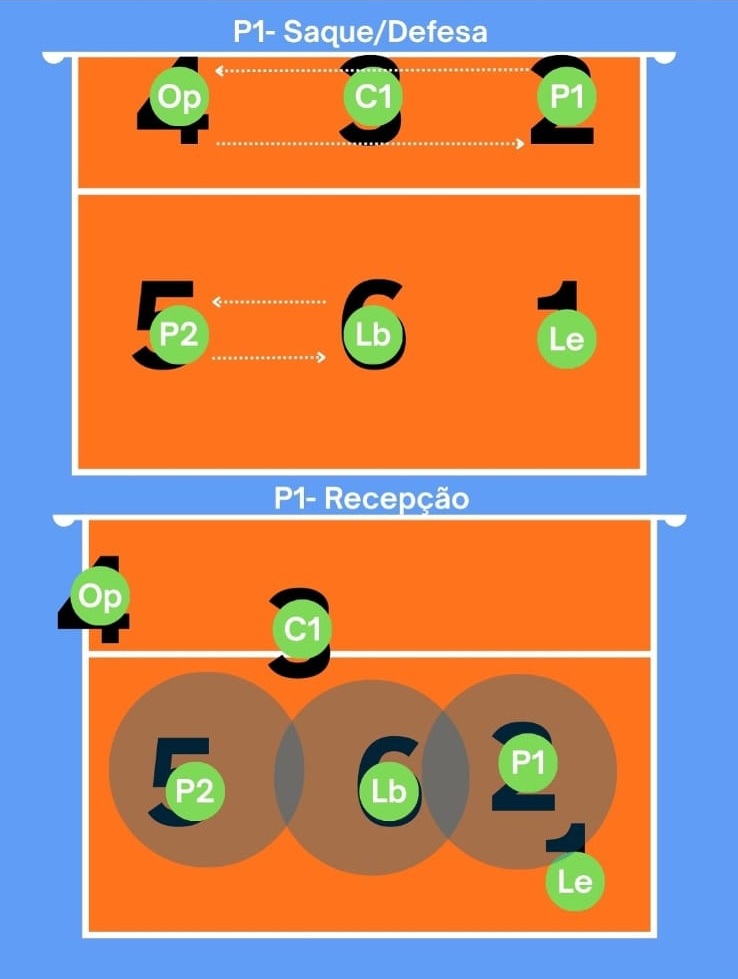 P1- Saque/Defesa
4 3 2
Op C1 P1
5 6 1
P2 Lb Le
P1- Recepção
4
Op
3
C1
5 6 2
P2 Lb P1
1
Le